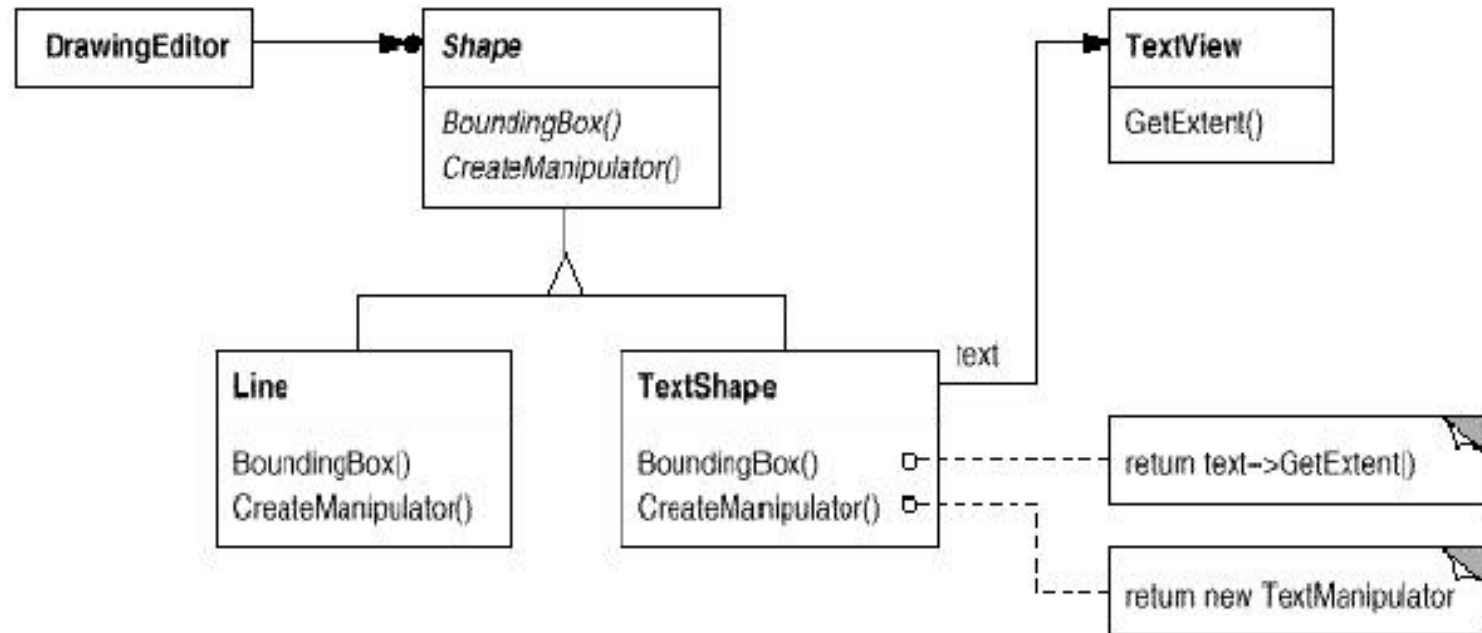 DrawingEditor
Shape
BoundingBox()
CreateManipulator()
TextView
GetExtent()
Line
BoundingBox()
CreateManipulator()
TextShape
BoundingBox()
CreateManipulator()
text
return text->GetExtent()
return new TextManipulator